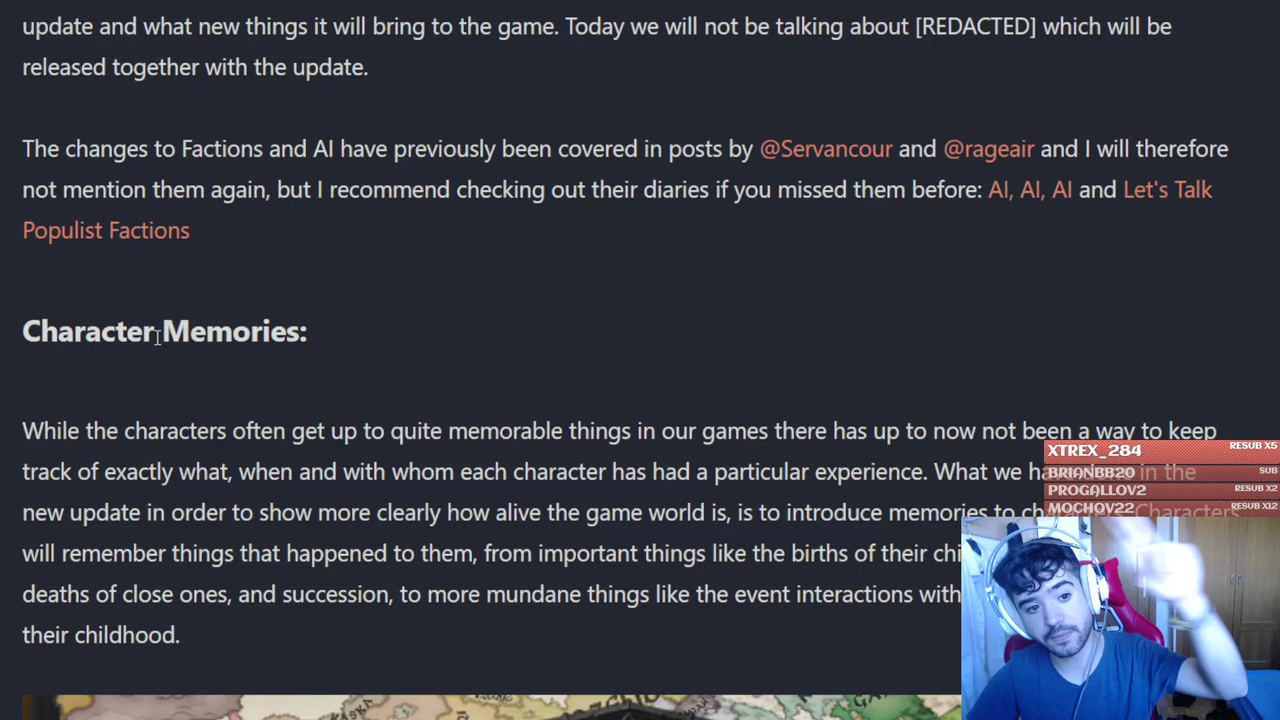 update and what new things it will bring to the game. Today we will not be talking about [REDACTED] which will be
released together with the update.
The changes to Factions and AI have previously been covered in posts by @Servancour and @rageair and I will therefore
not mention them again, but I recommend checking out their diaries if you missed them before: AI, AI, AI and Let's Talk
Populist Factions
Character Memories:
While the characters often get up to quite memorable things in our games there has up to now not been a way to keep
track of exactly what, when and with whom each character has had a particular experience. What we in the
new update in order to show more clearly how alive the game world is, is to introduce memories to Characters
will remember things that happened to them, from important things like the births of their
deaths of close ones, and succession, to more mundane things like the event interactions with
their childhood.
XTREX_284 RESUB X5
BRIANBB20 SUB
PROGALLOV2 RESUB X2
MOCHOV22 RESUB X12